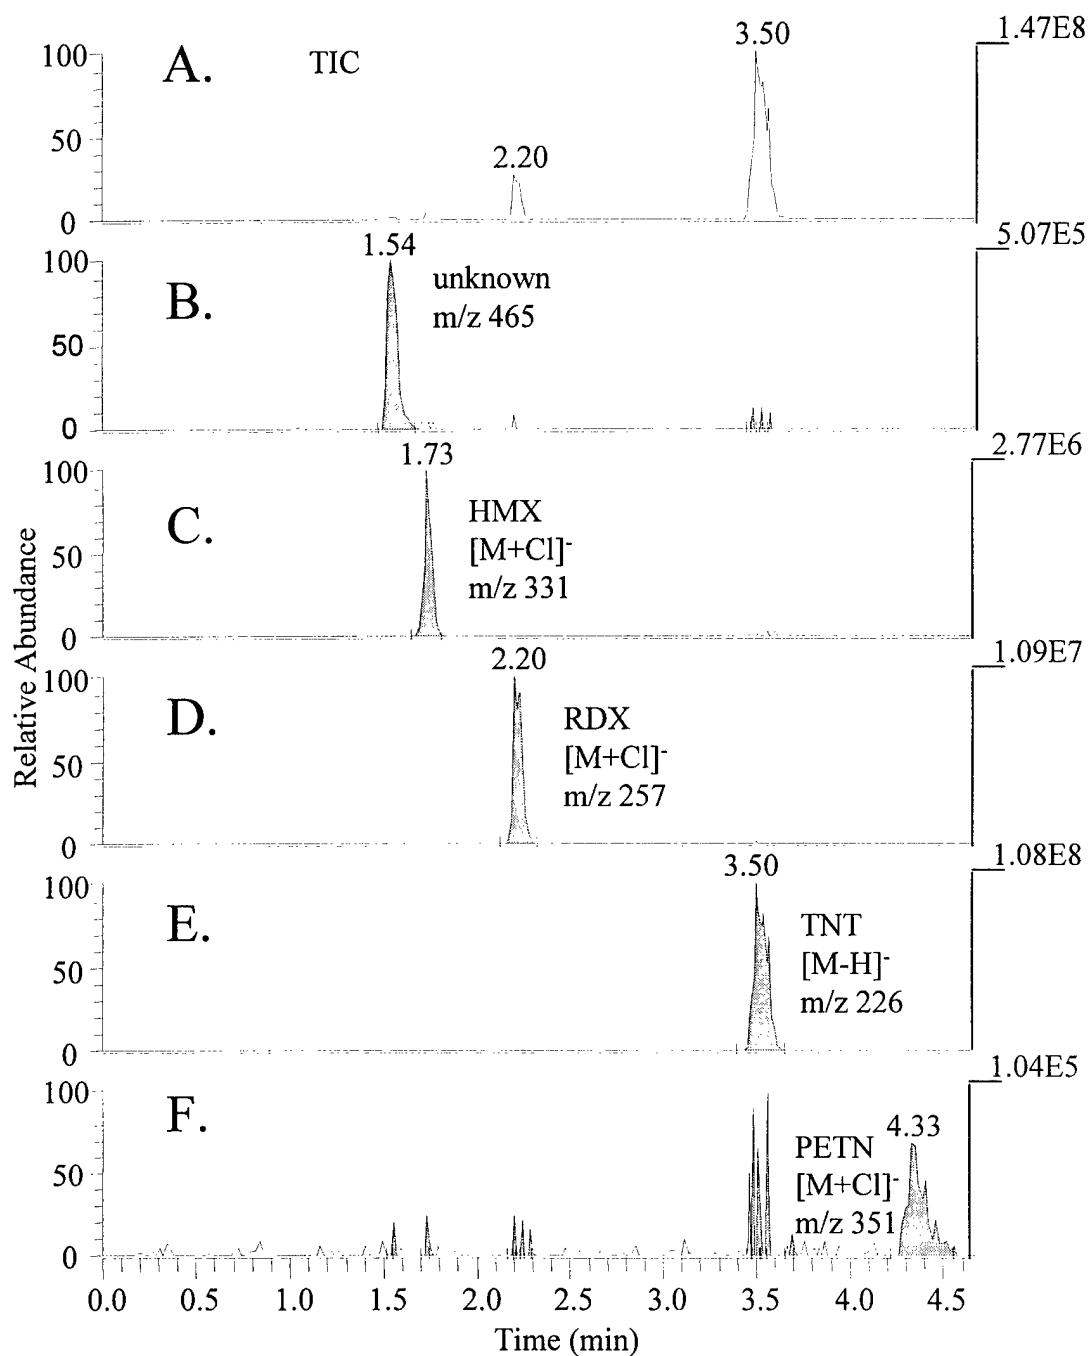 A.
TIC
100
50
0
2.20
3.50
1.47E8
B.
100
50
0
1.54
unknown
m/z 465
5.07E5
C.
100
50
0
1.73
HMX
[M+Cl]-
m/z 331
2.77E6
D.
100
50
0
2.20
RDX
[M+Cl]-
m/z 257
1.09E7
E.
100
50
0
3.50
TNT
[M-H]-
m/z 226
1.08E8
F.
100
50
0
PETN
[M+Cl]-
m/z 351
4.33
1.04E5
Relative Abundance
0.0 0.5 1.0 1.5 2.0 2.5 3.0 3.5 4.0 4.5
Time (min)